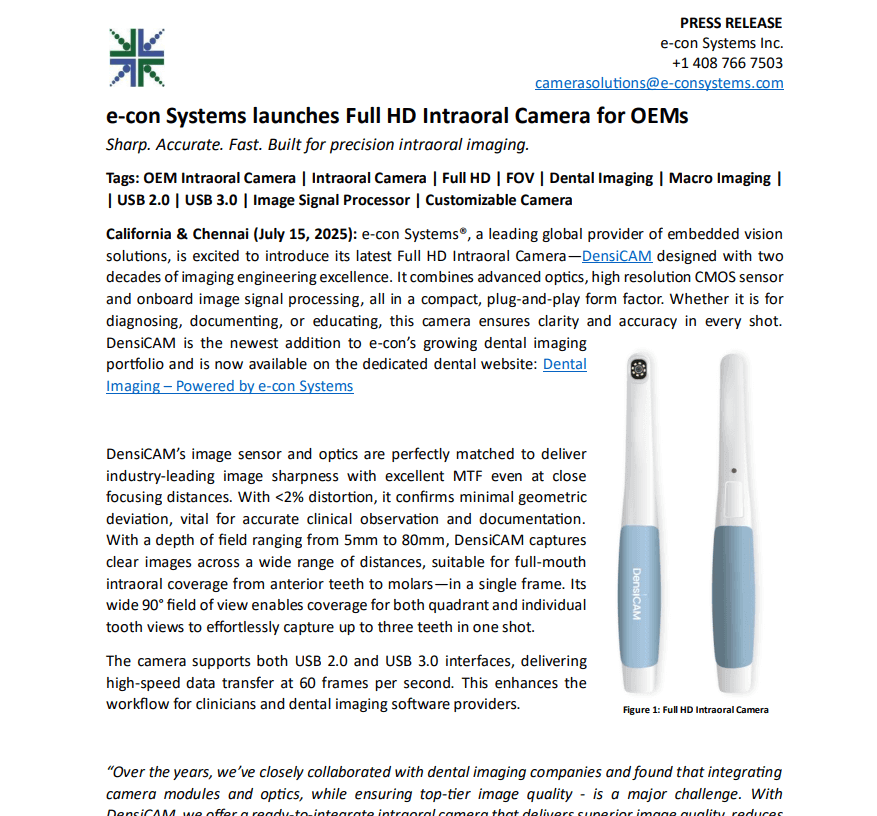 PRESS RELEASE
e-con Systems Inc.
+1 408 766 7503
camerasolutions@e-consystems.com
e-con Systems launches Full HD Intraoral Camera for OEMs
Sharp. Accurate. Fast. Built for precision intraoral imaging.
Tags: OEM Intraoral Camera | Intraoral Camera | Full HD | FOV | Dental Imaging | Macro Imaging |
| USB 2.0 | USB 3.0 | Image Signal Processor | Customizable Camera
California & Chennai (July 15, 2025): e-con Systems®, a leading global provider of embedded vision
solutions, is excited to introduce its latest Full HD Intraoral Camera—DensiCAM designed with two
decades of imaging engineering excellence. It combines advanced optics, high resolution CMOS sensor
and onboard image signal processing, all in a compact, plug-and-play form factor. Whether it is for
diagnosing, documenting, or educating, this camera ensures clarity and accuracy in every shot.
DensiCAM is the newest addition to e-con’s growing dental imaging
portfolio and is now available on the dedicated dental website: Dental
Imaging – Powered by e-con Systems
DensiCAM’s image sensor and optics are perfectly matched to deliver
industry-leading image sharpness with excellent MTF even at close
focusing distances. With <2% distortion, it confirms minimal geometric
deviation, vital for accurate clinical observation and documentation.
With a depth of field ranging from 5mm to 80mm, DensiCAM captures
clear images across a wide range of distances, suitable for full-mouth
intraoral coverage from anterior teeth to molars—in a single frame. Its
wide 90° field of view enables coverage for both quadrant and individual
tooth views to effortlessly capture up to three teeth in one shot.
The camera supports both USB 2.0 and USB 3.0 interfaces, delivering
high-speed data transfer at 60 frames per second. This enhances the
workflow for clinicians and dental imaging software providers.
DensiCAM
Figure 1: Full HD Intraoral Camera
“Over the years, we’ve closely collaborated with dental imaging companies and found that integrating
camera modules and optics, while ensuring top-tier image quality - is a major challenge. With
DensiCAM, we offer a ready-to-integrate intraoral camera that delivers superior image quality, reduces